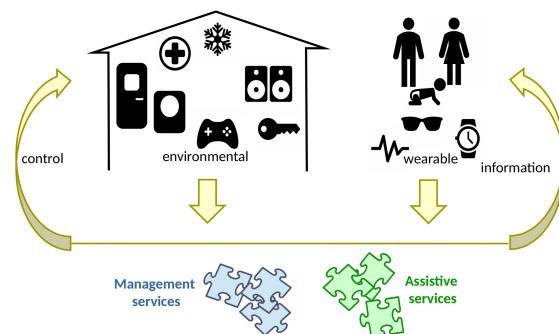 control
environmental
wearable
information
Management
services
Assistive
services